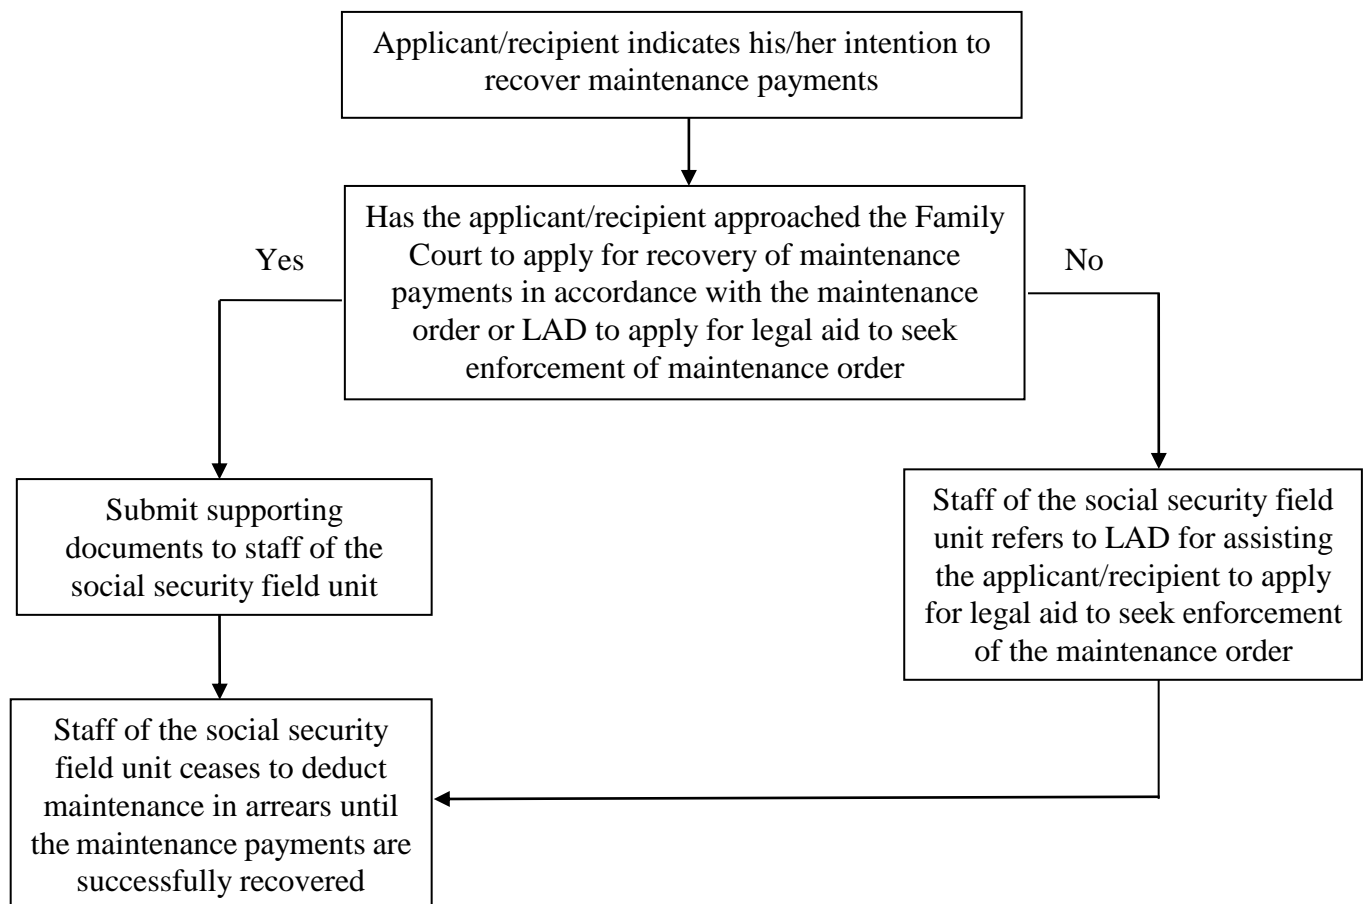 Applicant/recipient indicates his/her intention to
recover maintenance payments
Has the applicant/recipient approached the Family
Court to apply for recovery of maintenance
payments in accordance with the maintenance
order or LAD to apply for legal aid to seek
enforcement of maintenance order
Yes
No
Submit supporting
documents to staff of the
social security field unit
Staff of the social security field
unit refers to LAD for assisting
the applicant/recipient to apply
for legal aid to seek enforcement
of the maintenance order
Staff of the social security
field unit ceases to deduct
maintenance in arrears until
the maintenance payments are
successfully recovered